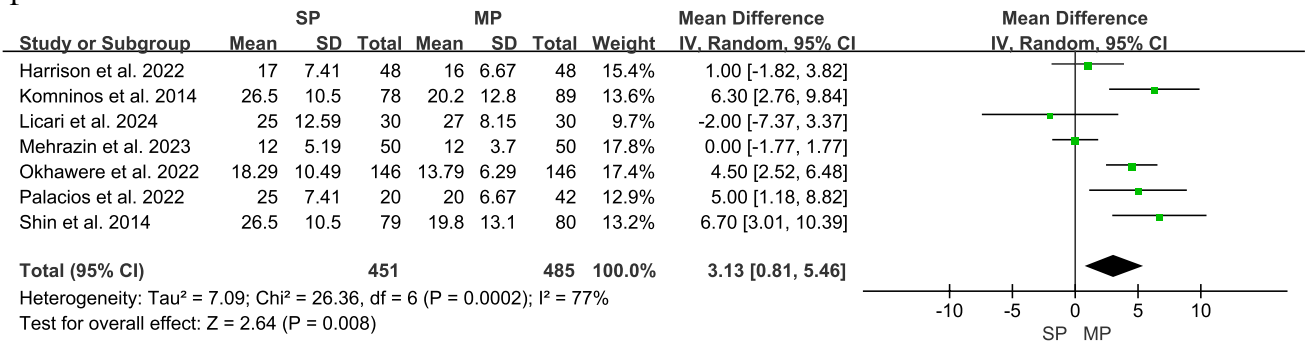 SP MP Mean Difference Mean Difference
Study or Subgroup Mean SD Total Mean SD Total Weight IV, Random, 95% CI IV, Random, 95% CI
Harrison et al. 2022 17 7.41 48 16 6.67 48 15.4% 1.00 [-1.82, 3.82]
Komninos et al. 2014 26.5 10.5 78 20.2 12.8 89 13.6% 6.30 [2.76, 9.84]
Licari et al. 2024 25 12.59 30 27 8.15 30 9.7% -2.00 [-7.37, 3.37]
Mehrazin et al. 2023 12 5.19 50 12 3.7 50 17.8% 0.00 [-1.77, 1.77]
Okhawere et al. 2022 18.29 10.49 146 13.79 6.29 146 17.4% 4.50 [2.52, 6.48]
Palacios et al. 2022 25 7.41 20 20 6.67 42 12.9% 5.00 [1.18, 8.82]
Shin et al. 2014 26.5 10.5 79 19.8 13.1 80 13.2% 6.70 [3.01, 10.39]
Total (95% CI) 451 485 100.0% 3.13 [0.81, 5.46]
Heterogeneity: Tau² = 7.09; Chi² = 26.36, df = 6 (P = 0.0002); I² = 77%
Test for overall effect: Z = 2.64 (P = 0.008)
-10 -5 0 5 10
SP MP